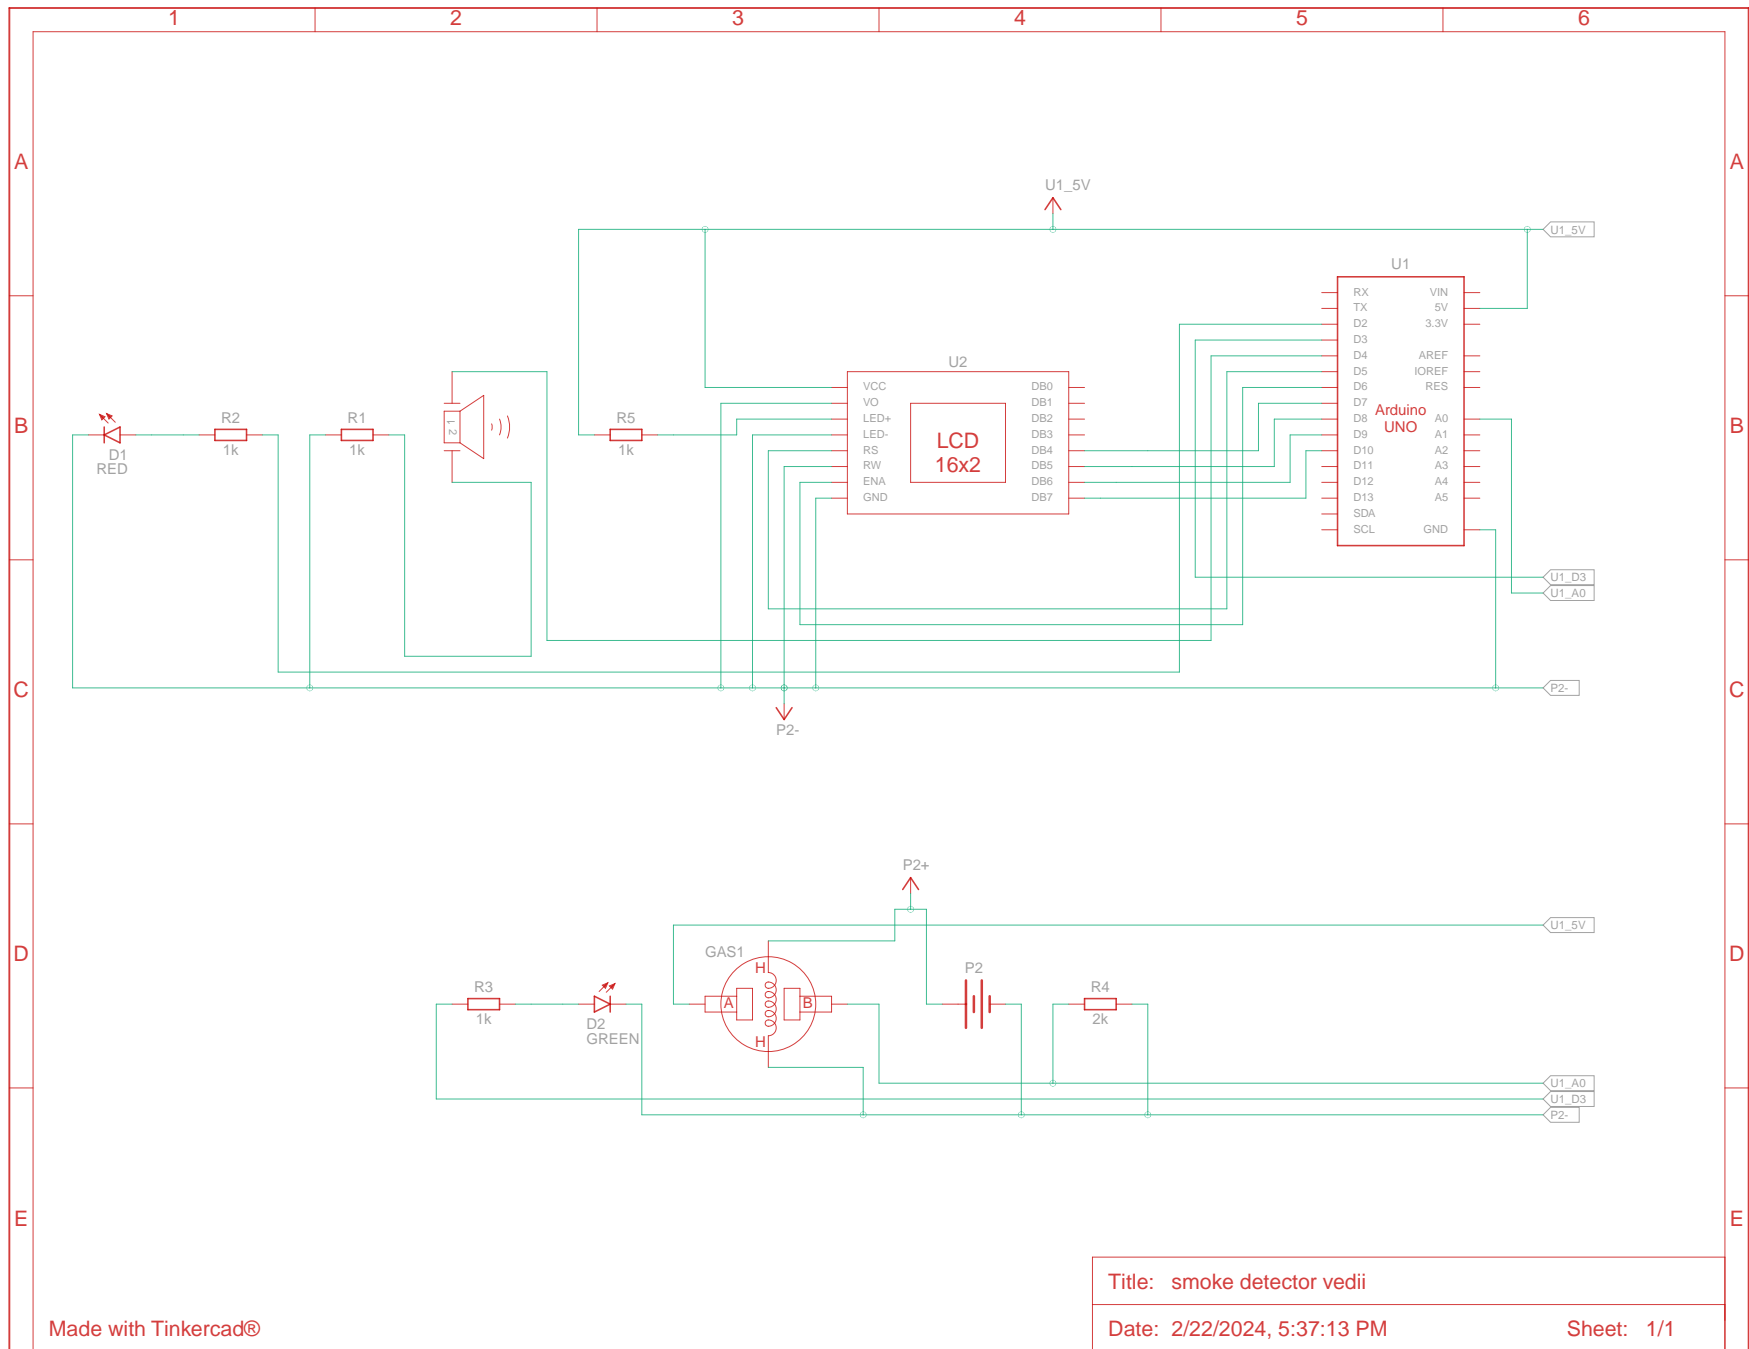 1 2 3 4 5 6
A A
U1_5V
U1_5V
U1
RX VIN
TX 5V
D2 3.3V
D3
D4 AREF
D5 IOREF
D6 RES
D7
D8 A0
D9 A1
D10 A2
D11 A3
D12 A4
D13 A5
SDA
SCL GND
Arduino
UNO
U2
VCC DB0
VO DB1
LED+ DB2
LED- DB3
RS DB4
RW DB5
ENA DB6
GND DB7
LCD
16x2
B B
D1
RED
R2
1k
R1
1k
1 2
R5
1k
U1_D3
U1_A0
C C
P2-
P2-
P2+
U1_5V
D D
GAS1
H
A B
H
P2
R4
2k
R3
1k
D2
GREEN
U1_A0
U1_D3
P2-
E E
Title: smoke detector vedii
Made with Tinkercad®
Date: 2/22/2024, 5:37:13 PM Sheet: 1/1